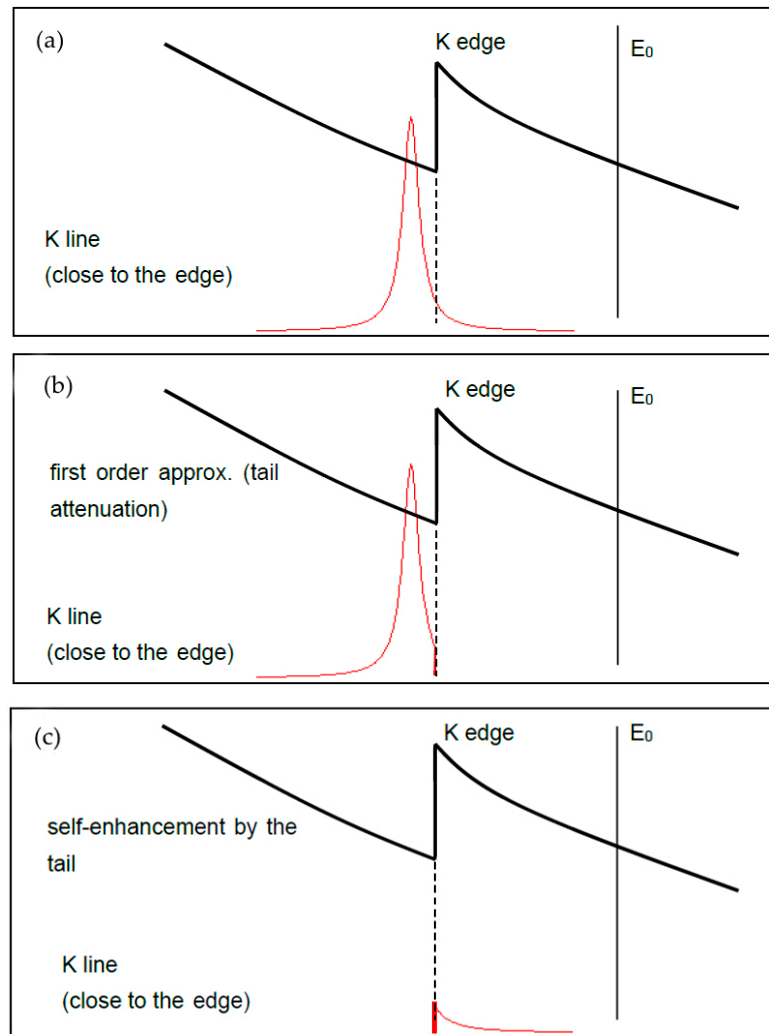 (a)
K edge
E₀
K line
(close to the edge)
(b)
K edge
E₀
first order approx. (tail
attenuation)
K line
(close to the edge)
(c)
K edge
E₀
self-enhancement by the
tail
K line
(close to the edge)